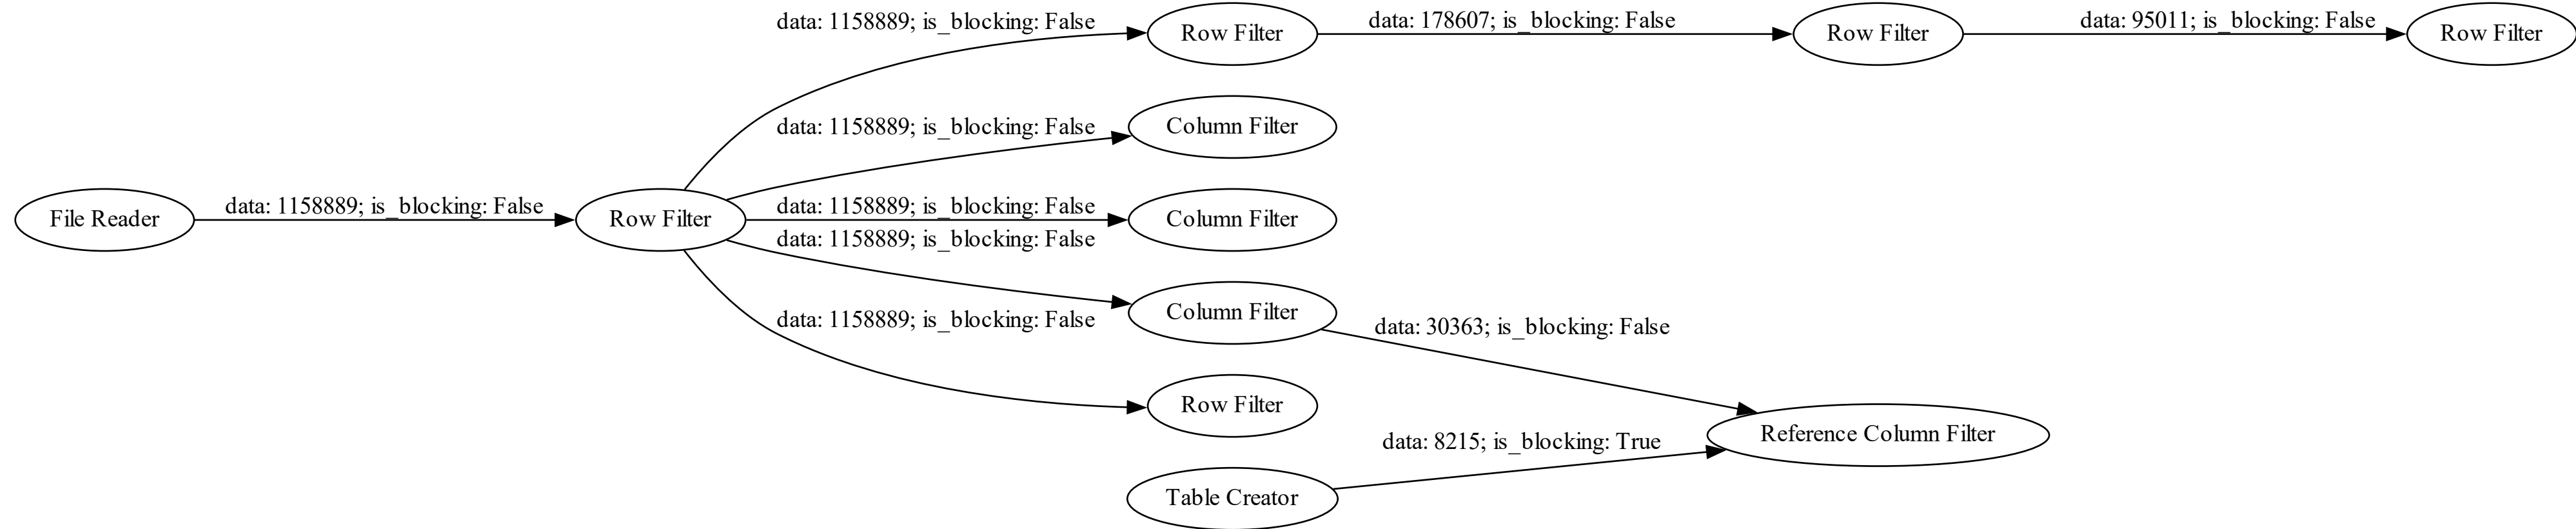 data: 1158889; is_blocking: False
Row Filter
data: 178607; is_blocking: False
Row Filter
data: 95011; is_blocking: False
Row Filter
data: 1158889; is_blocking: False
Column Filter
File Reader
data: 1158889; is_blocking: False
Row Filter
data: 1158889; is_blocking: False
Column Filter
data: 1158889; is_blocking: False
Column Filter
data: 30363; is_blocking: False
data: 1158889; is_blocking: False
Row Filter
Reference Column Filter
data: 8215; is_blocking: True
Table Creator